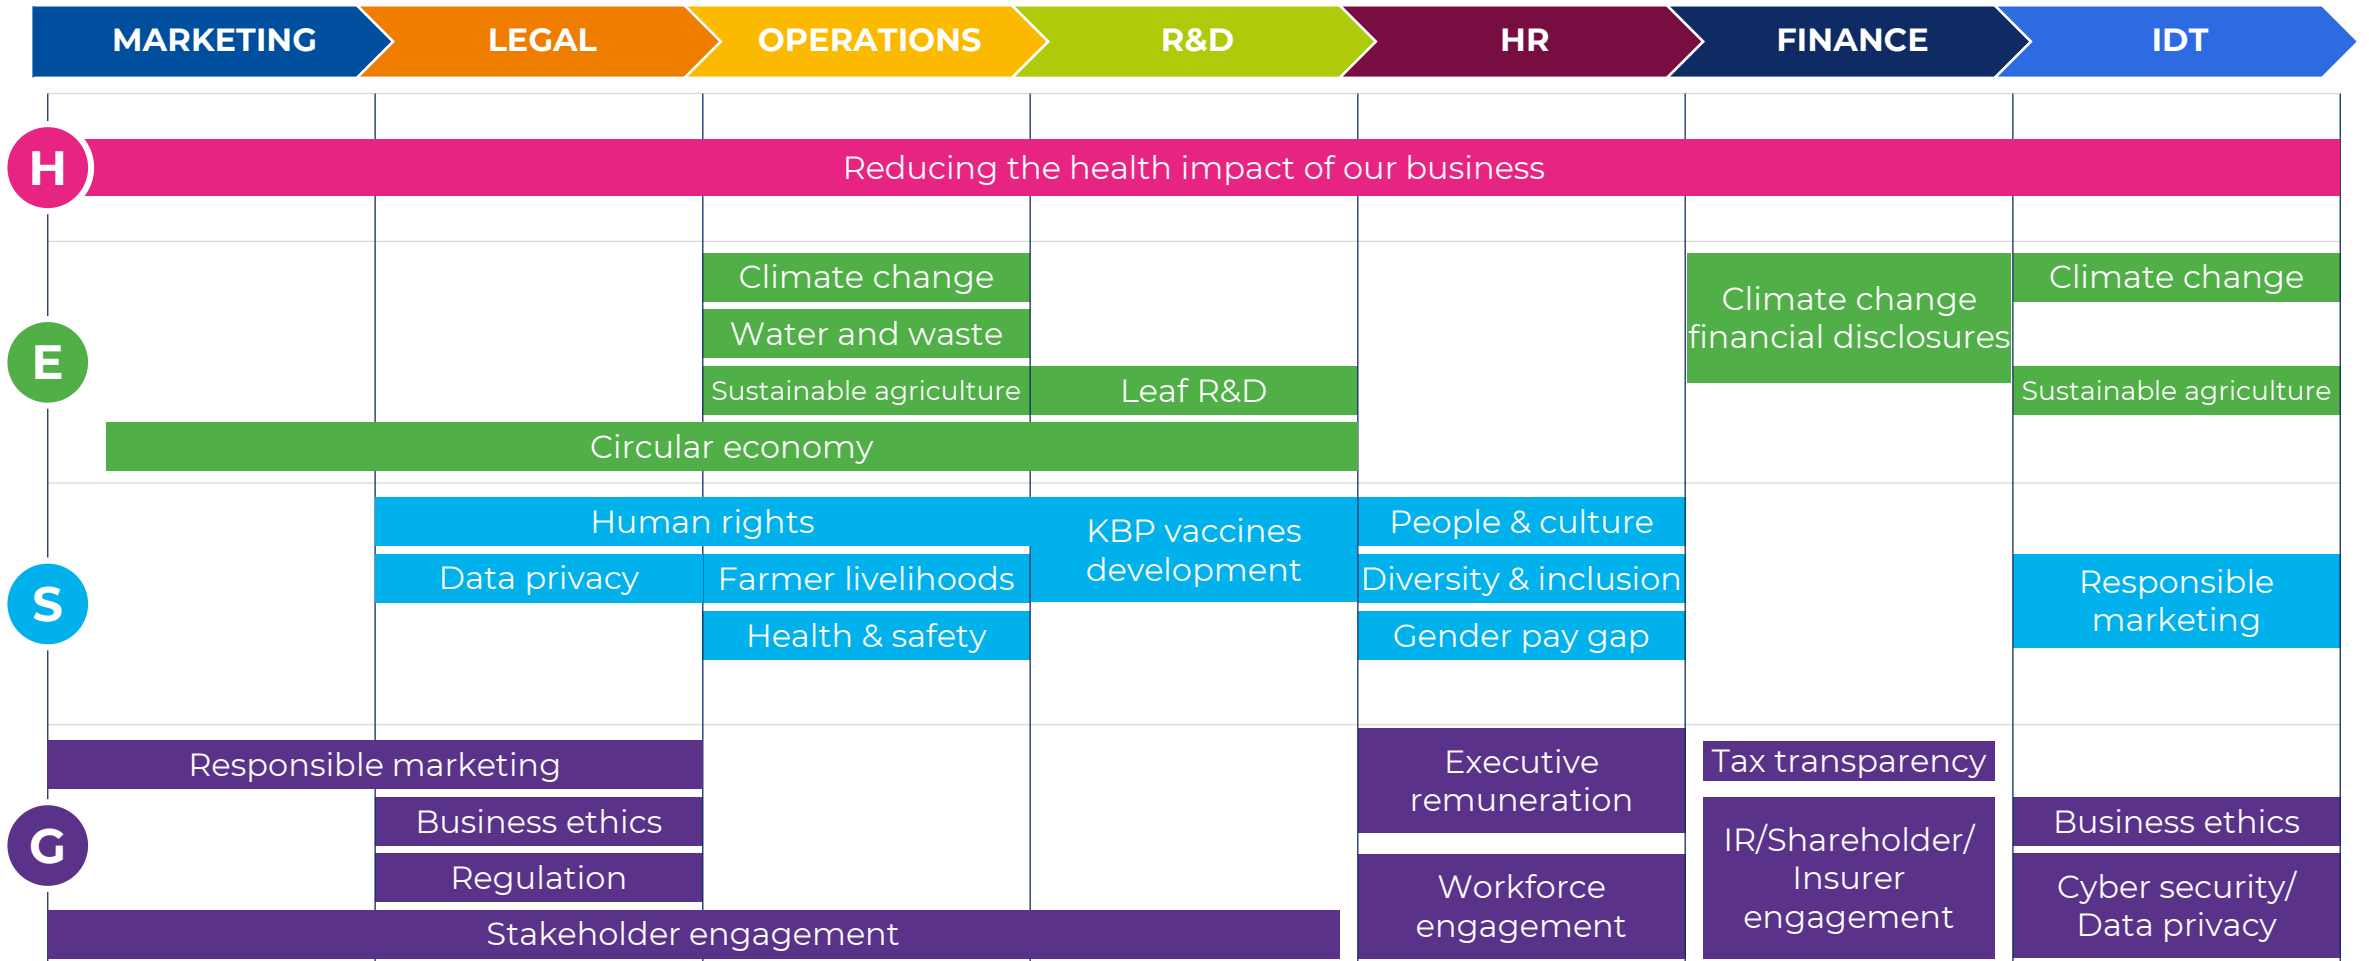 MARKETING
LEGAL
OPERATIONS
R&D
HR
FINANCE
IDT
H
Reducing the health impact of our business
E
Climate change
Water and waste
Sustainable agriculture
Leaf R&D
Circular economy
Climate change
financial disclosures
Climate change
Sustainable agriculture
S
Human rights
Data privacy
Farmer livelihoods
Health & safety
KBP vaccines
development
People & culture
Diversity & inclusion
Gender pay gap
Responsible
marketing
G
Responsible marketing
Business ethics
Regulation
Stakeholder engagement
Executive
remuneration
Workforce
engagement
Tax transparency
IR/Shareholder/
Insurer
engagement
Business ethics
Cyber security/
Data privacy